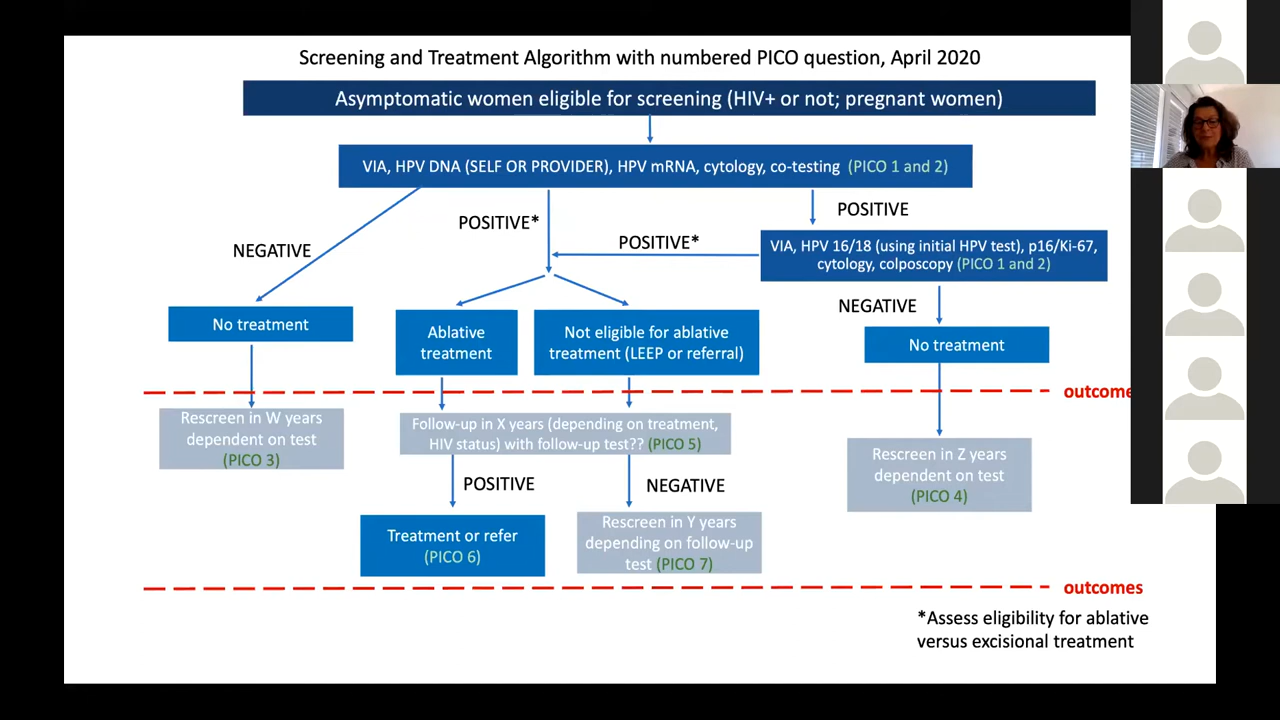 Screening and Treatment Algorithm with numbered PICO question, April 2020
Asymptomatic women eligible for screening (HIV+ or not; pregnant women)
VIA, HPV DNA (SELF OR PROVIDER), HPV mRNA, cytology, co-testing (PICO 1 and 2)
NEGATIVE
POSITIVE*
POSITIVE*
POSITIVE
VIA, HPV 16/18 (using initial HPV test), p16/Ki-67,
cytology, colposcopy (PICO 1 and 2)
NEGATIVE
No treatment
Ablative
treatment
Not eligible for ablative
treatment (LEEP or referral)
No treatment
outcome
Rescreen in W years
dependent on test
(PICO 3)
Follow-up in X years (depending on treatment,
HIV status) with follow-up test?? (PICO 5)
Rescreen in Z years
dependent on test
(PICO 4)
POSITIVE
NEGATIVE
Treatment or refer
(PICO 6)
Rescreen in Y years
depending on follow-up
test (PICO 7)
outcomes
*Assess eligibility for ablative
versus excisional treatment